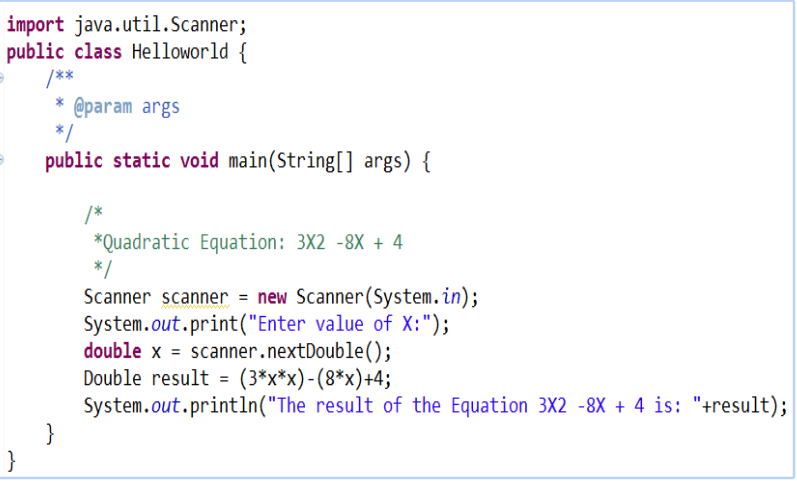 import java.util.Scanner;
public class Helloworld {
/**
* @param args
*/
public static void main(String[] args) {
/*
*Quadratic Equation: 3X2 -8X + 4
*/
Scanner scanner = new Scanner(System.in);
System.out.print("Enter value of X:");
double x = scanner.nextDouble();
Double result = (3*x*x)-(8*x)+4;
System.out.println("The result of the Equation 3X2 -8X + 4 is: "+result);
}
}